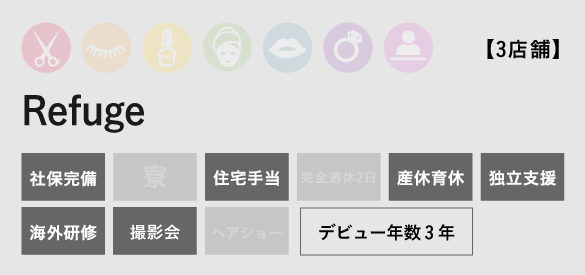 【3店舗】
Refuge
社保完備 寮 住宅手当 完全週休2日 産休育休 独立支援
海外研修 撮影会 ヘアショー デビュー年数3年